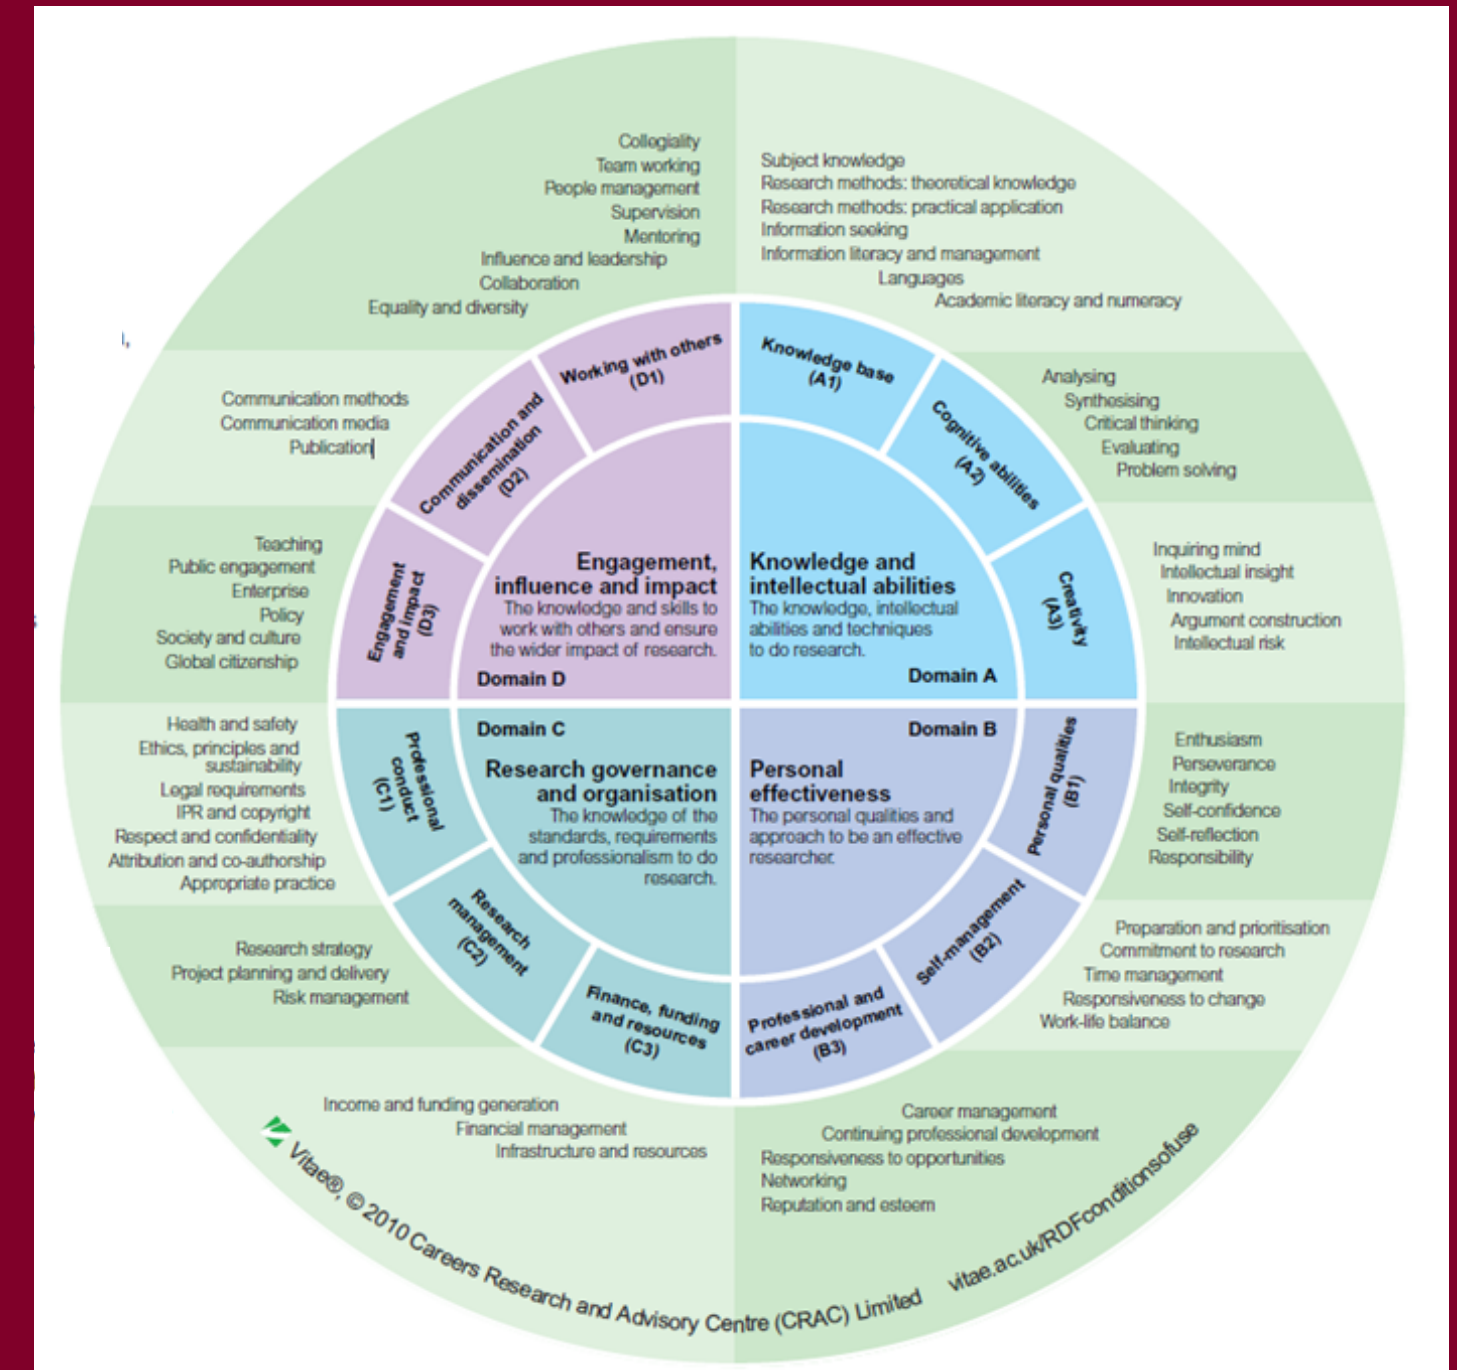 Collegiality
Team working
People management
Supervision
Mentoring
Influence and leadership
Collaboration
Equality and diversity
Subject knowledge
Research methods: theoretical knowledge
Research methods: practical application
Information seeking
Information literacy and management
Languages
Academic literacy and numeracy
Communication methods
Communication media
Publication
Analysing
Synthesising
Critical thinking
Evaluating
Problem solving
Teaching
Public engagement
Enterprise
Policy
Society and culture
Global citizenship
Inquiring mind
Intellectual insight
Innovation
Argument construction
Intellectual risk
Working with others
(D1)
Communication and
dissemination
(D2)
Engagement
and impact
(D3)
Knowledge base
(A1)
Cognitive abilities
(A2)
Creativity
(A3)
Engagement,
influence and impact
The knowledge and skills to
work with others and ensure
the wider impact of research.
Domain D
Knowledge and
intellectual abilities
The knowledge, intellectual
abilities and techniques
to do research.
Domain A
Domain C
Research governance
and organisation
The knowledge of the
standards, requirements
and professionalism to do
research.
Domain B
Personal
effectiveness
The personal qualities and
approach to be an effective
researcher.
Professional
conduct
(C1)
Research
management
(C2)
Finance, funding
and resources
(C3)
Personal qualities
(B1)
Self-management
(B2)
Professional and
career development
(B3)
Health and safety
Ethics, principles and
sustainability
Legal requirements
IPR and copyright
Respect and confidentiality
Attribution and co-authorship
Appropriate practice
Enthusiasm
Perseverance
Integrity
Self-confidence
Self-reflection
Responsibility
Research strategy
Project planning and delivery
Risk management
Preparation and prioritisation
Commitment to research
Time management
Responsiveness to change
Work-life balance
Income and funding generation
Financial management
Infrastructure and resources
Career management
Continuing professional development
Responsiveness to opportunities
Networking
Reputation and esteem
Vitae®, © 2010 Careers Research and Advisory Centre (CRAC) Limited
vitae.ac.uk/RDFconditionsofuse